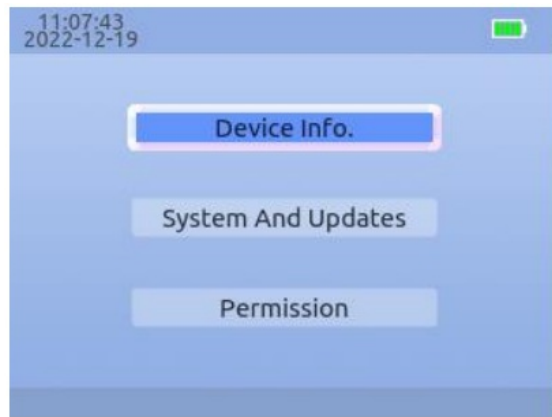 11:07:43
2022-12-19
Device Info.
System And Updates
Permission